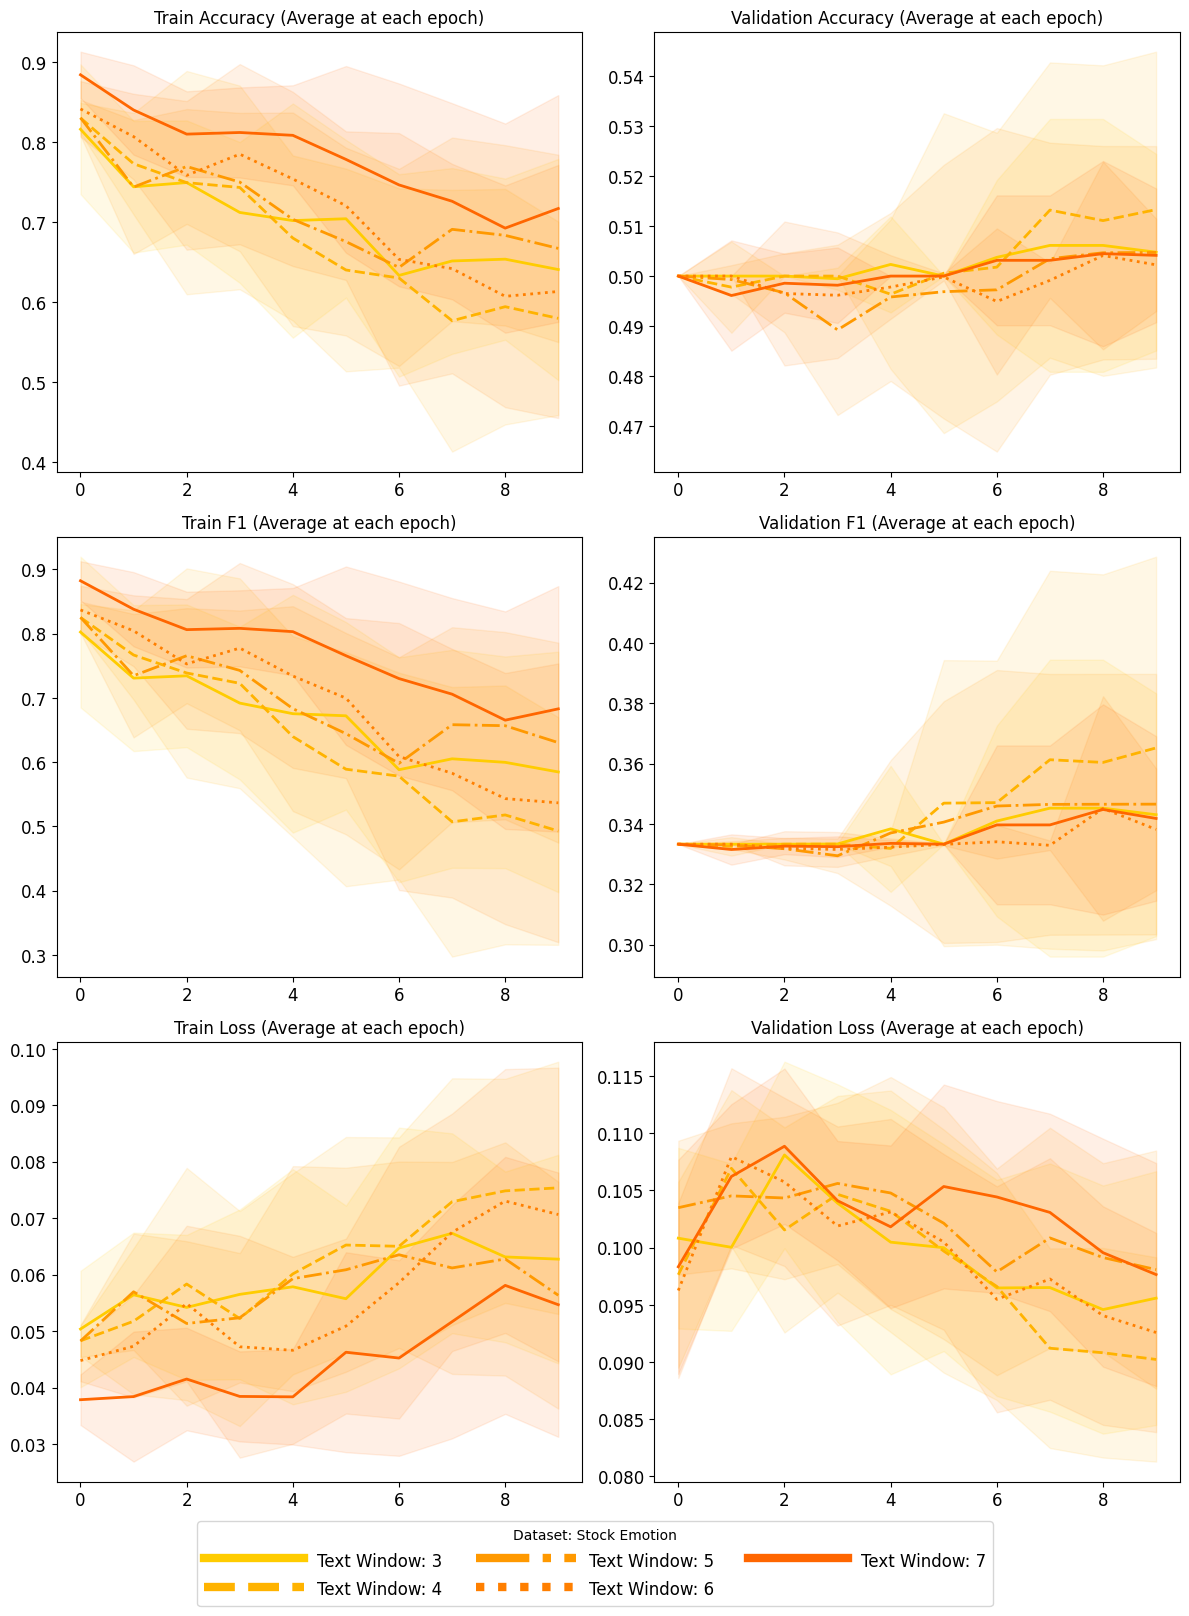 Train Accuracy (Average at each epoch)
0.9
0.8
0.7
0.6
0.5
0.4
0 2 4 6 8
Validation Accuracy (Average at each epoch)
0.54
0.53
0.52
0.51
0.50
0.49
0.48
0.47
0 2 4 6 8
Train F1 (Average at each epoch)
0.9
0.8
0.7
0.6
0.5
0.4
0.3
0 2 4 6 8
Validation F1 (Average at each epoch)
0.42
0.40
0.38
0.36
0.34
0.32
0.30
0 2 4 6 8
Train Loss (Average at each epoch)
0.10
0.09
0.08
0.07
0.06
0.05
0.04
0.03
0 2 4 6 8
Validation Loss (Average at each epoch)
0.115
0.110
0.105
0.100
0.095
0.090
0.085
0.080
0 2 4 6 8
Dataset: Stock Emotion
Text Window: 3
Text Window: 4
Text Window: 5
Text Window: 6
Text Window: 7